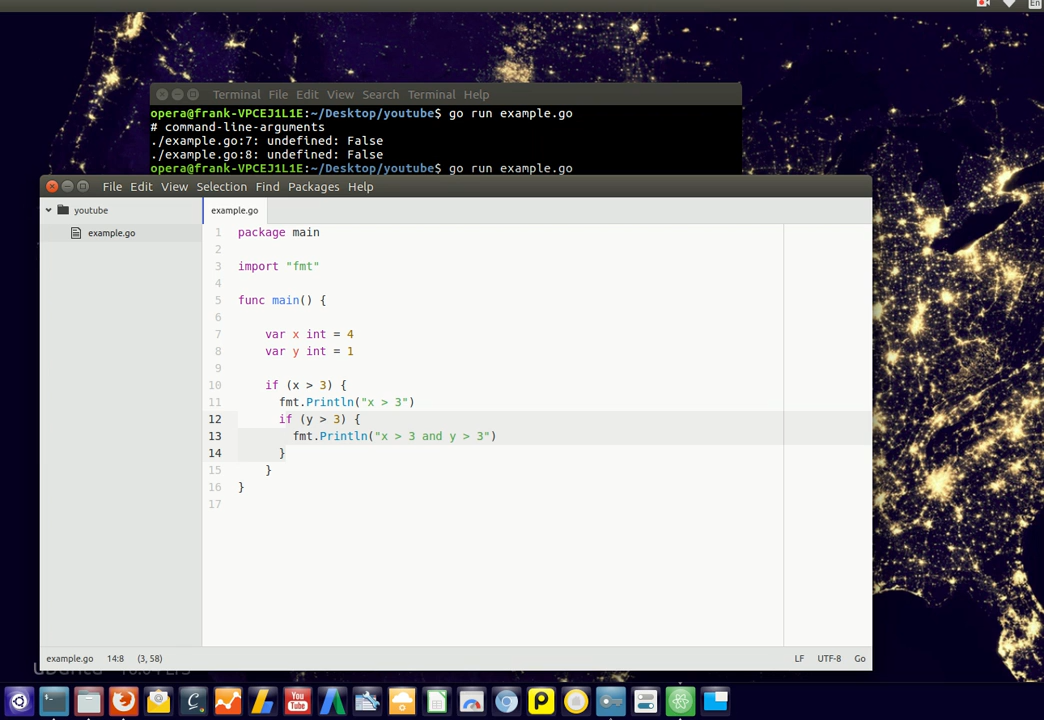 En
Terminal File Edit View Search Terminal Help
opera@frank-VPCEJ1L1E:~/Desktop/youtube$ go run example.go
# command-line-arguments
./example.go:7: undefined: False
./example.go:8: undefined: False
opera@frank-VPCEJ1L1E:~/Desktop/youtube$ go run example.go
File Edit View Selection Find Packages Help
youtube
example.go
example.go
1 package main
2
3 import "fmt"
4
5 func main() {
6
7 var x int = 4
8 var y int = 1
9
10 if (x > 3) {
11 fmt.Println("x > 3")
12 if (y > 3) {
13 fmt.Println("x > 3 and y > 3")
14 }
15 }
16 }
17
example.go 14:8 (3, 58) LF UTF-8 Go
You
Tube